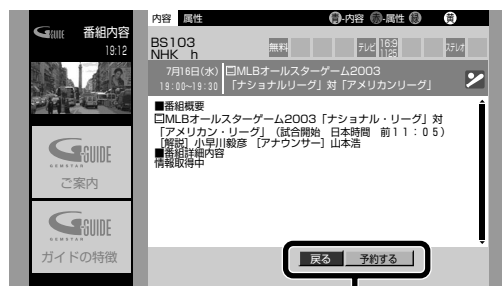 G-GUIDE 番組内容
19:12
内容 属性 青-内容 赤-属性 緑 黄
BS103 無料 テレビ 16:9 1125 ステレオ
NHK h
7月16日(水) MLBオールスターゲーム2003
19:00~19:30 「ナショナルリーグ」対「アメリカンリーグ」
■番組概要
MLBオールスターゲーム2003「ナショナル・リーグ」対
「アメリカン・リーグ」(試合開始 日本時間 前11:05)
[解説]小早川毅彦 [アナウンサー]山本浩
■番組詳細内容
情報取得中
G-GUIDE
GEMSTAR
ご案内
G-GUIDE
GEMSTAR
ガイドの特徴
戻る 予約する